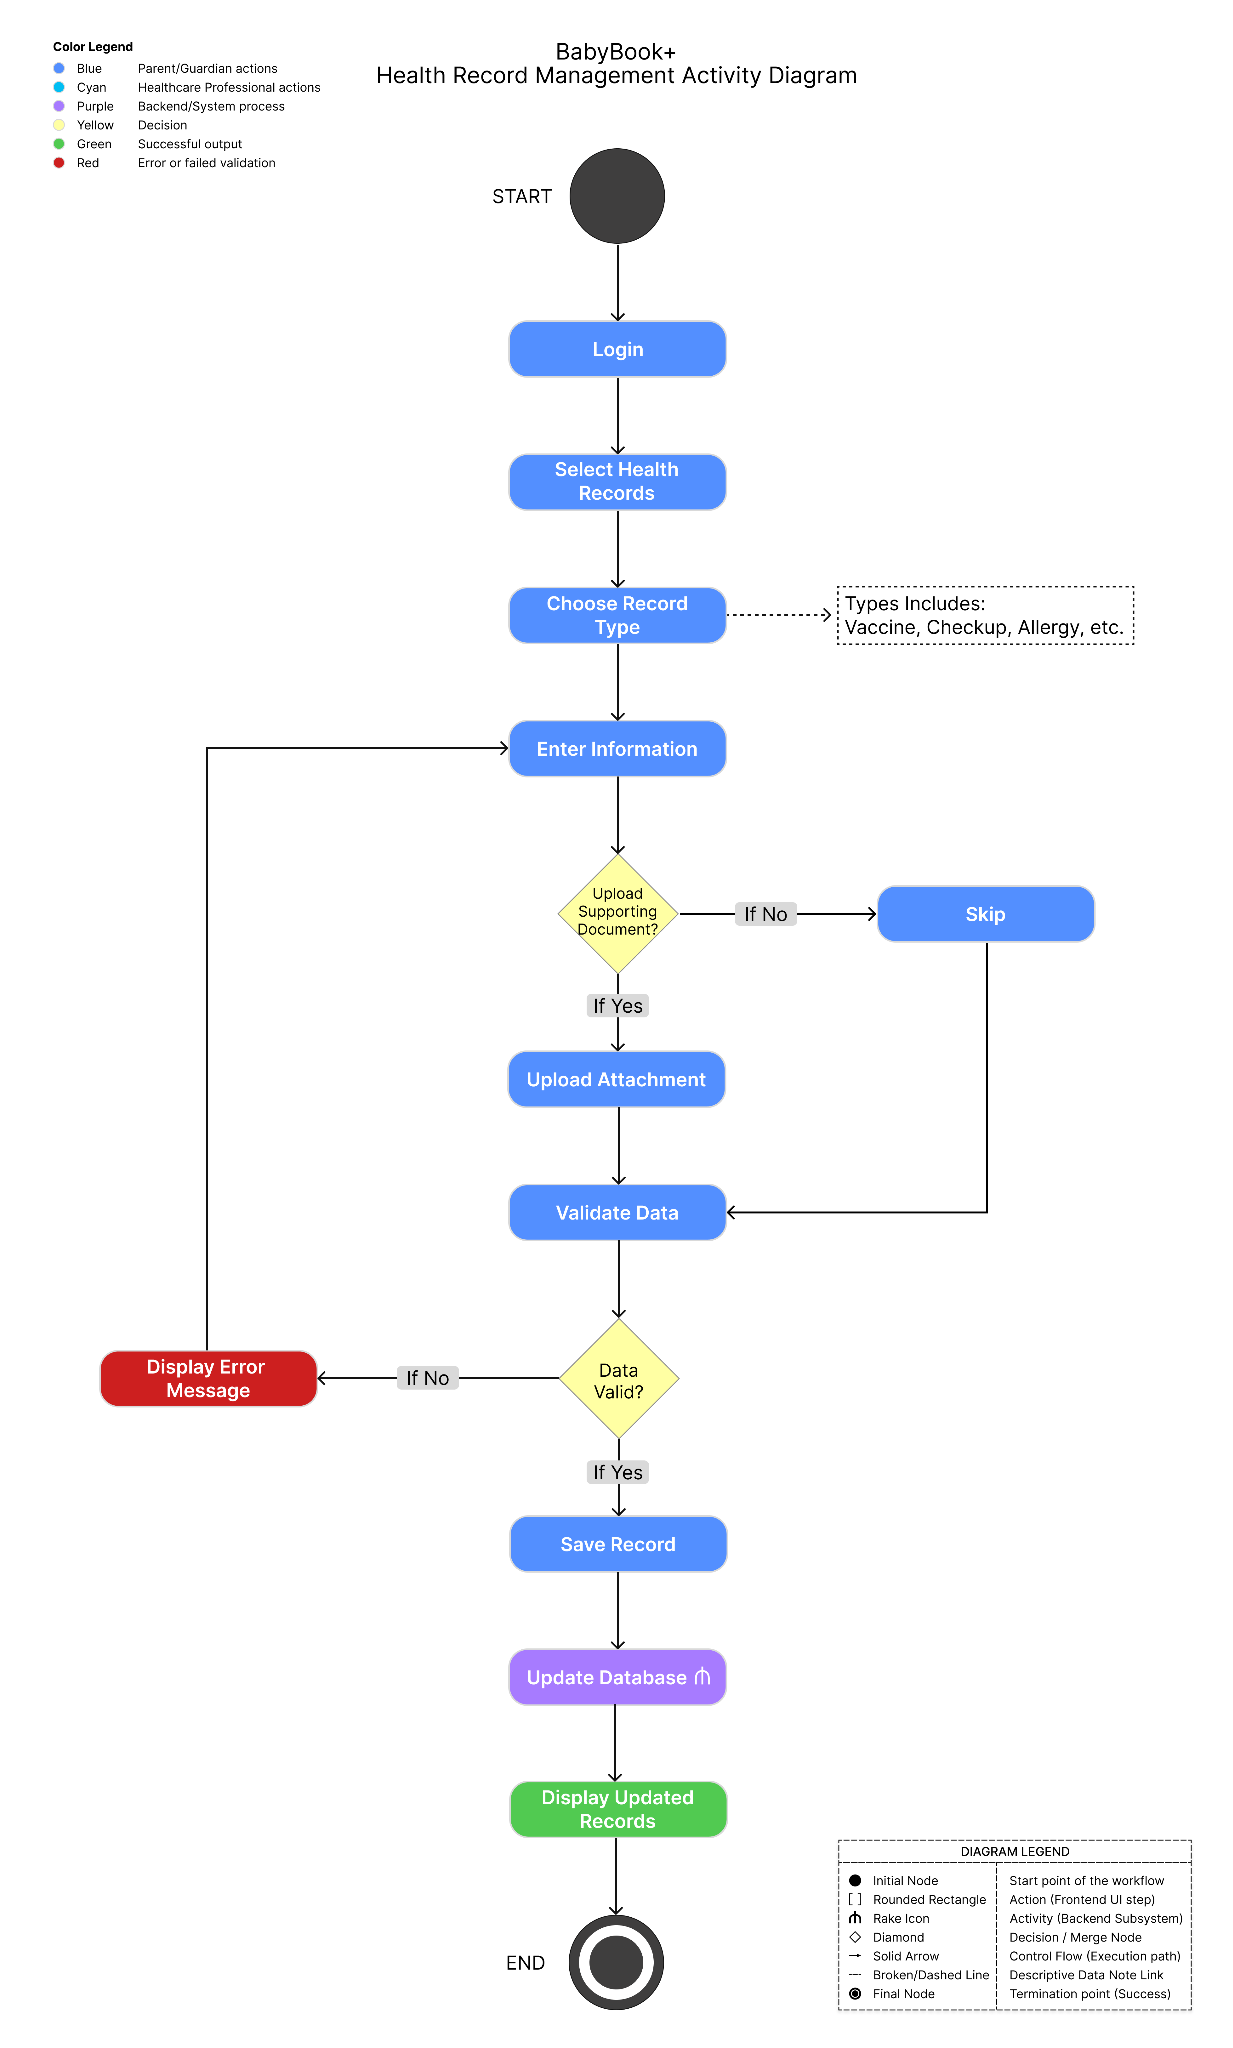 Color Legend
Blue Parent/Guardian actions
Cyan Healthcare Professional actions
Purple Backend/System process
Yellow Decision
Green Successful output
Red Error or failed validation
BabyBook+
Health Record Management Activity Diagram
START
Login
Select Health
Records
Choose Record
Type
Types Includes:
Vaccine, Checkup, Allergy, etc.
Enter Information
Upload
Supporting
Document?
If No
Skip
If Yes
Upload Attachment
Validate Data
Data
Valid?
If No
Display Error
Message
If Yes
Save Record
Update Database
Display Updated
Records
END
DIAGRAM LEGEND
Initial Node Start point of the workflow
Rounded Rectangle Action (Frontend UI step)
Rake Icon Activity (Backend Subsystem)
Diamond Decision / Merge Node
Solid Arrow Control Flow (Execution path)
Broken/Dashed Line Descriptive Data Note Link
Final Node Termination point (Success)